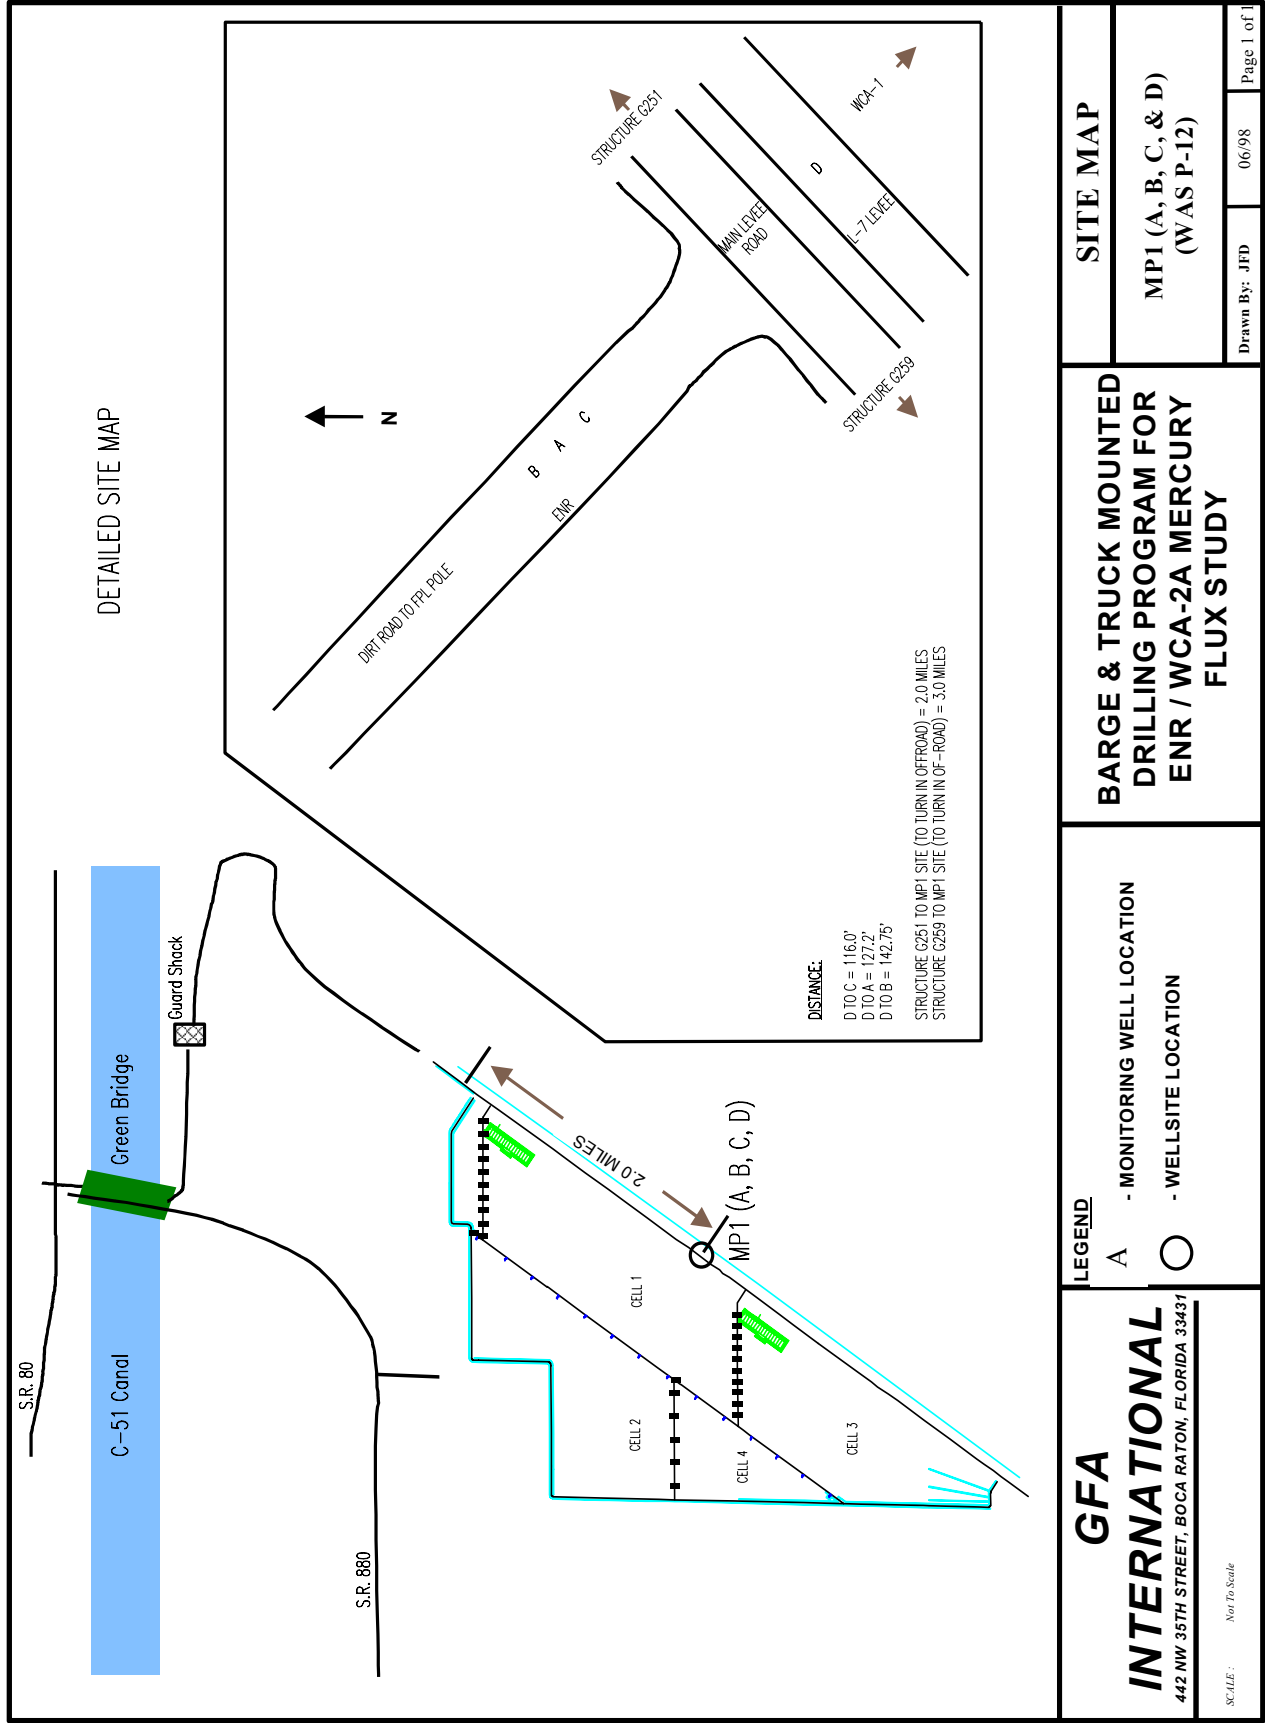 DETAILED SITE MAP
S.R. 80
C-51 Canal
Green Bridge
Guard Shack
S.R. 880
2.0 MILES
MP1 (A, B, C, D)
CELL 1
CELL 2
CELL 4
CELL 3
N
STRUCTURE G251
WCA-1
D
MAIN LEVEE
ROAD
L-7 LEVEE
B
A
C
ENR
DIRT ROAD TO FPL POLE
STRUCTURE G259
DISTANCE:
D TO C = 116.0'
D TO A = 127.2'
D TO B = 142.75'
STRUCTURE G251 TO MP1 SITE (TO TURN IN OFFROAD) = 2.0 MILES
STRUCTURE G259 TO MP1 SITE (TO TURN IN OF-ROAD) = 3.0 MILES
GFA
INTERNATIONAL
442 NW 35TH STREET, BOCA RATON, FLORIDA 33431
SCALE : Not To Scale
LEGEND
A - MONITORING WELL LOCATION
- WELLSITE LOCATION
BARGE & TRUCK MOUNTED
DRILLING PROGRAM FOR
ENR / WCA-2A MERCURY
FLUX STUDY
SITE MAP
MP1 (A, B, C, & D)
(WAS P-12)
Drawn By: JFD
06/98
Page 1 of 1